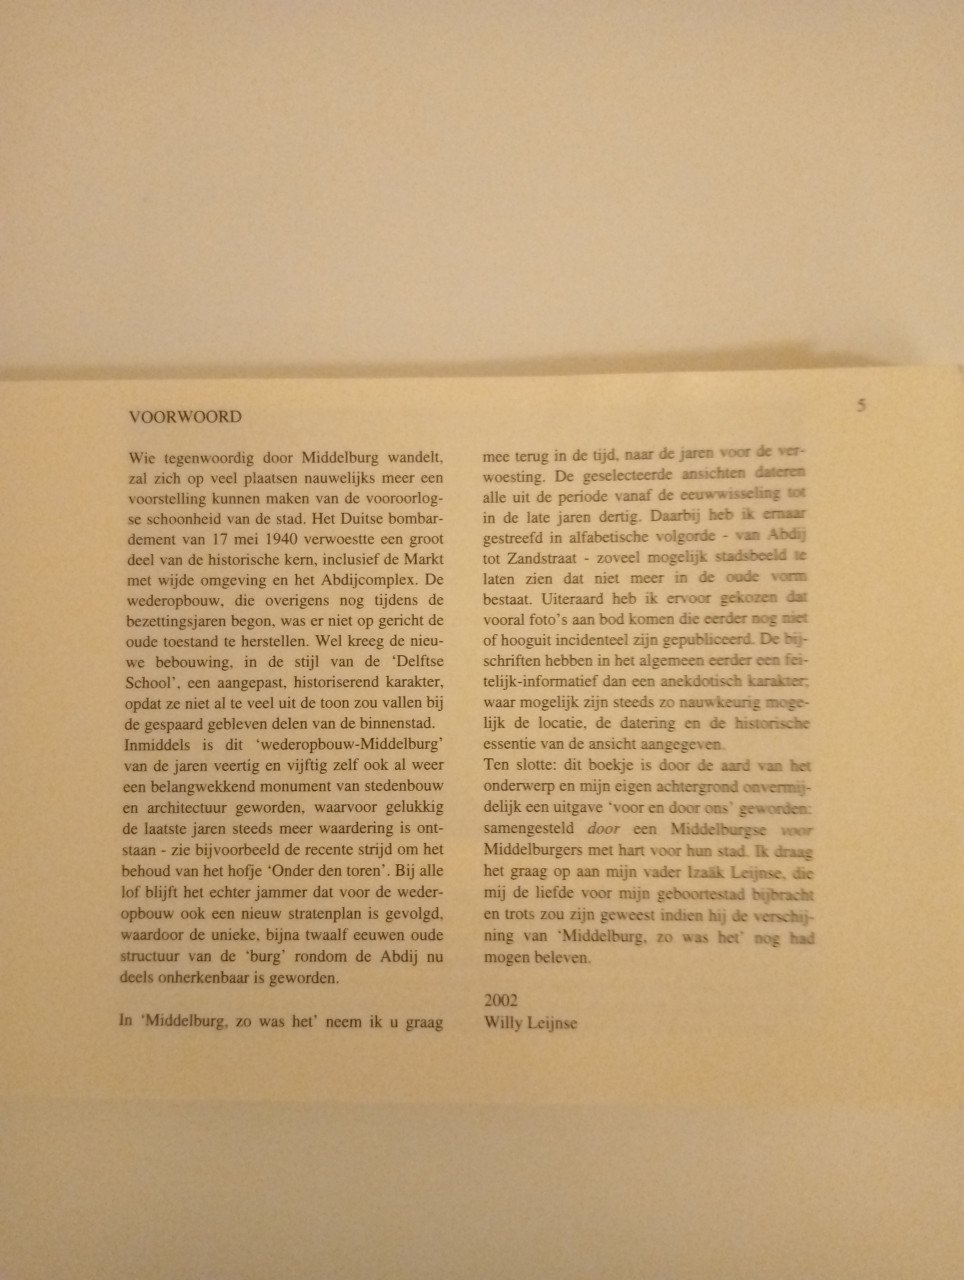 5
VOORWOORD
Wie tegenwoordig door Middelburg wandelt,
zal zich op veel plaatsen nauwelijks meer een
voorstelling kunnen maken van de vooroorlog-
se schoonheid van de stad. Het Duitse bombar-
dement van 17 mei 1940 verwoestte een groot
deel van de historische kern, inclusief de Markt
met wijde omgeving en het Abdijcomplex. De
wederopbouw, die overigens nog tijdens de
bezettingsjaren begon, was er niet op gericht de
oude toestand te herstellen. Wel kreeg de nieu-
we bebouwing, in de stijl van de ‘Delftse
School’, een aangepast, historiserend karakter,
opdat ze niet al te veel uit de toon zou vallen bij
de gespaard gebleven delen van de binnenstad.
Inmiddels is dit ‘wederopbouw-Middelburg’
van de jaren veertig en vijftig zelf ook al weer
een belangwekkend monument van stedenbouw
en architectuur geworden, waarvoor gelukkig
de laatste jaren steeds meer waardering is ont-
staan - zie bijvoorbeeld de recente strijd om het
behoud van het hofje ‘Onder den toren’. Bij alle
lof blijft het echter jammer dat voor de weder-
opbouw ook een nieuw stratenplan is gevolgd,
waardoor de unieke, bijna twaalf eeuwen oude
structuur van de ‘burg’ rondom de Abdij nu
deels onherkenbaar is geworden.
In ‘Middelburg, zo was het’ neem ik u graag
mee terug in de tijd, naar de jaren voor de ver-
woesting. De geselecteerde ansichten dateren
alle uit de periode vanaf de eeuwwisseling tot
in de late jaren dertig. Daarbij heb ik ernaar
gestreefd in alfabetische volgorde - van Abdij
tot Zandstraat - zoveel mogelijk stadsbeeld te
laten zien dat niet meer in de oude vorm
bestaat. Uiteraard heb ik ervoor gekozen dat
vooral foto’s aan bod komen die eerder nog niet
of hooguit incidenteel zijn gepubliceerd. De bij-
schriften hebben in het algemeen eerder een fei-
telijk-informatief dan een anekdotisch karakter;
waar mogelijk zijn steeds zo nauwkeurig moge-
lijk de locatie, de datering en de historische
essentie van de ansicht aangegeven.
Ten slotte: dit boekje is door de aard van het
onderwerp en mijn eigen achtergrond onvermij-
delijk een uitgave ‘voor en door ons’ geworden:
samengesteld door een Middelburgse voor
Middelburgers met hart voor hun stad. Ik draag
het graag op aan mijn vader Izaäk Leijnse, die
mij de liefde voor mijn geboortestad bijbracht
en trots zou zijn geweest indien hij de verschij-
ning van ‘Middelburg, zo was het’ nog had
mogen beleven.
2002
Willy Leijnse